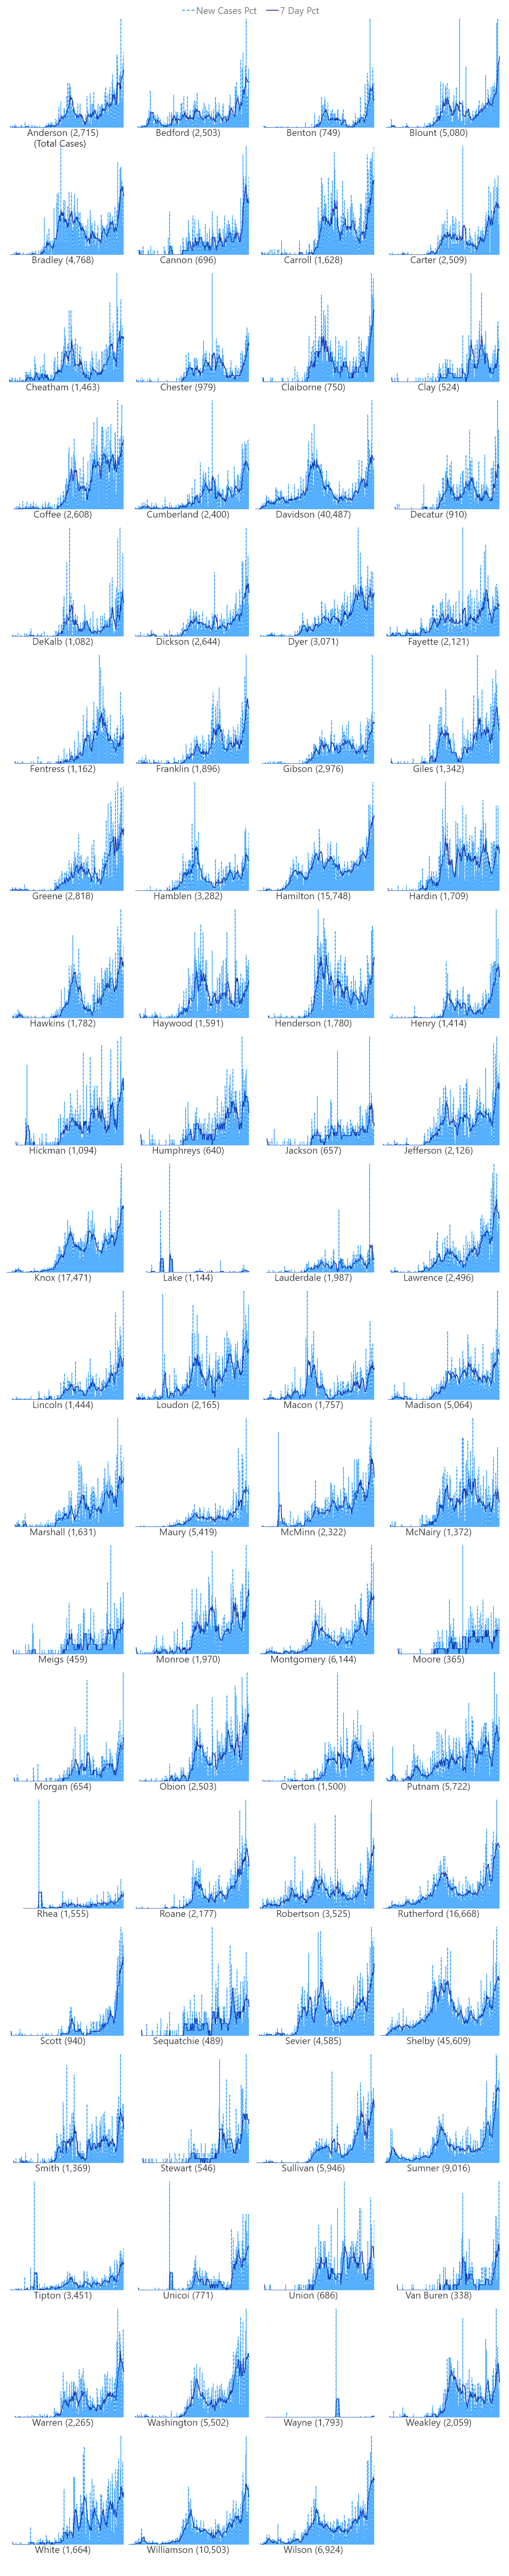 New Cases Pct 7 Day Pct
Anderson (2,715) Bedford (2,503) Benton (749) Blount (5,080)
(Total Cases)
Bradley (4,768) Cannon (696) Carroll (1,628) Carter (2,509)
Cheatham (1,463) Chester (979) Claiborne (750) Clay (524)
Coffee (2,608) Cumberland (2,400) Davidson (40,487) Decatur (910)
DeKalb (1,082) Dickson (2,644) Dyer (3,071) Fayette (2,121)
Fentress (1,162) Franklin (1,896) Gibson (2,976) Giles (1,342)
Greene (2,818) Hamblen (3,282) Hamilton (15,748) Hardin (1,709)
Hawkins (1,782) Haywood (1,591) Henderson (1,780) Henry (1,414)
Hickman (1,094) Humphreys (640) Jackson (657) Jefferson (2,126)
Knox (17,471) Lake (1,144) Lauderdale (1,987) Lawrence (2,496)
Lincoln (1,444) Loudon (2,165) Macon (1,757) Madison (5,064)
Marshall (1,631) Maury (5,419) McMinn (2,322) McNairy (1,372)
Meigs (459) Monroe (1,970) Montgomery (6,144) Moore (365)
Morgan (654) Obion (2,503) Overton (1,500) Putnam (5,722)
Rhea (1,555) Roane (2,177) Robertson (3,525) Rutherford (16,668)
Scott (940) Sequatchie (489) Sevier (4,585) Shelby (45,609)
Smith (1,369) Stewart (546) Sullivan (5,946) Sumner (9,016)
Tipton (3,451) Unicoi (771) Union (686) Van Buren (338)
Warren (2,265) Washington (5,502) Wayne (1,793) Weakley (2,059)
White (1,664) Williamson (10,503) Wilson (6,924)